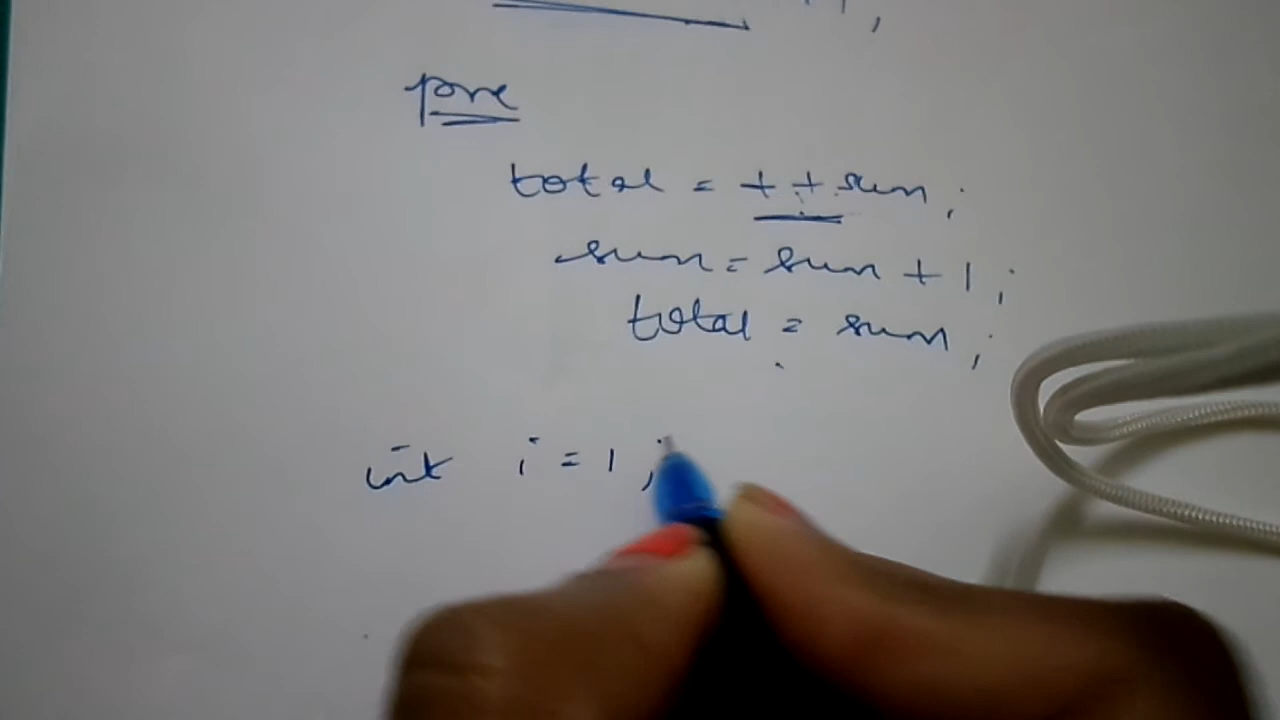 pre
total = ++sum;
sum = sum + 1;
total = sum;
int i = 1;